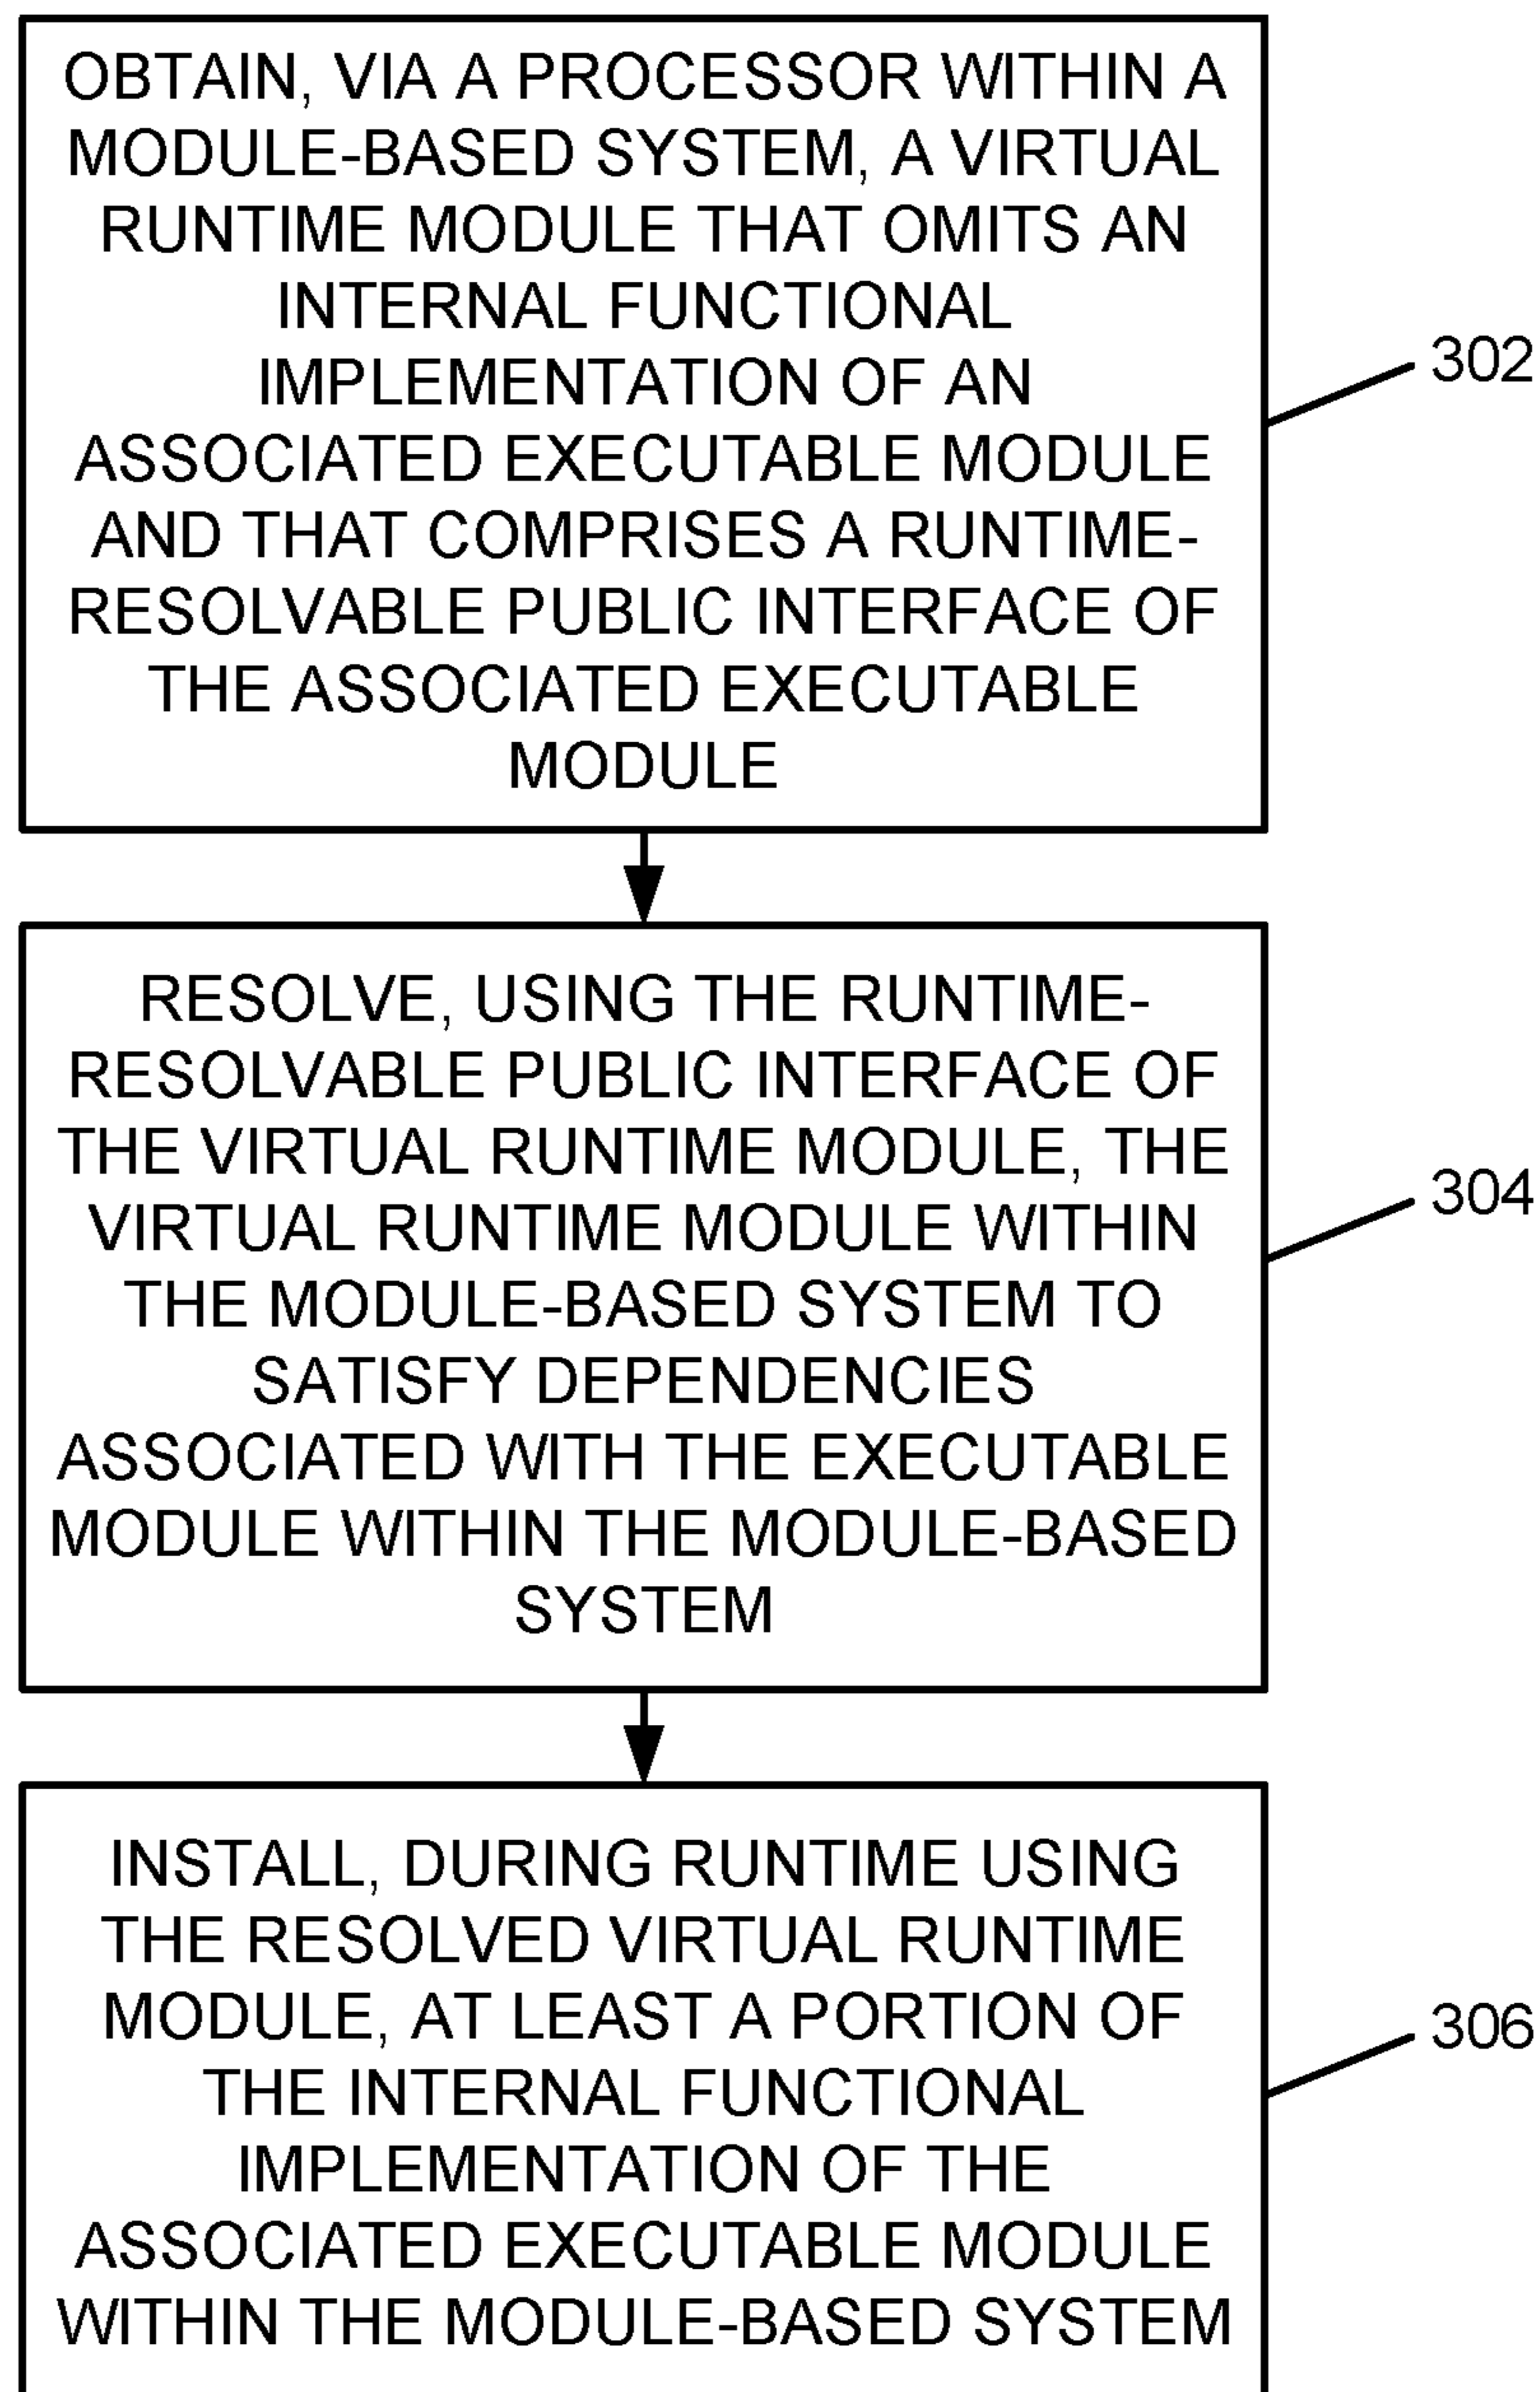 OBTAIN, VIA A PROCESSOR WITHIN A
MODULE-BASED SYSTEM, A VIRTUAL
RUNTIME MODULE THAT OMITS AN
INTERNAL FUNCTIONAL
IMPLEMENTATION OF AN
ASSOCIATED EXECUTABLE MODULE
AND THAT COMPRISES A RUNTIME-
RESOLVABLE PUBLIC INTERFACE OF
THE ASSOCIATED EXECUTABLE
MODULE
302
RESOLVE, USING THE RUNTIME-
RESOLVABLE PUBLIC INTERFACE OF
THE VIRTUAL RUNTIME MODULE, THE
VIRTUAL RUNTIME MODULE WITHIN
THE MODULE-BASED SYSTEM TO
SATISFY DEPENDENCIES
ASSOCIATED WITH THE EXECUTABLE
MODULE WITHIN THE MODULE-BASED
SYSTEM
304
INSTALL, DURING RUNTIME USING
THE RESOLVED VIRTUAL RUNTIME
MODULE, AT LEAST A PORTION OF
THE INTERNAL FUNCTIONAL
IMPLEMENTATION OF THE
ASSOCIATED EXECUTABLE MODULE
WITHIN THE MODULE-BASED SYSTEM
306